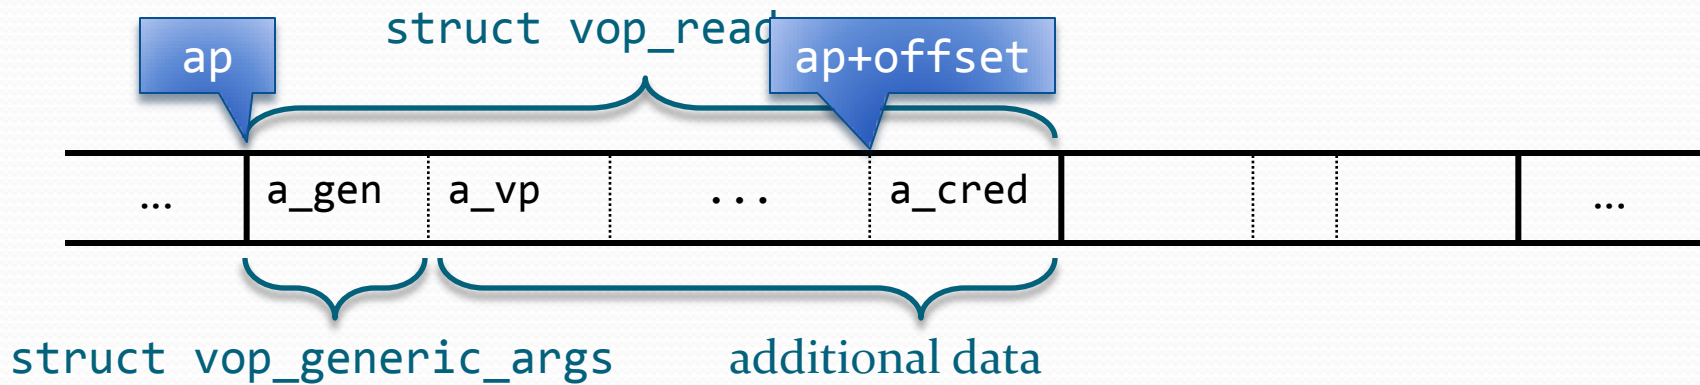 struct vop_read
ap
ap+offset
... a_gen a_vp ... a_cred ...
struct vop_generic_args
additional data